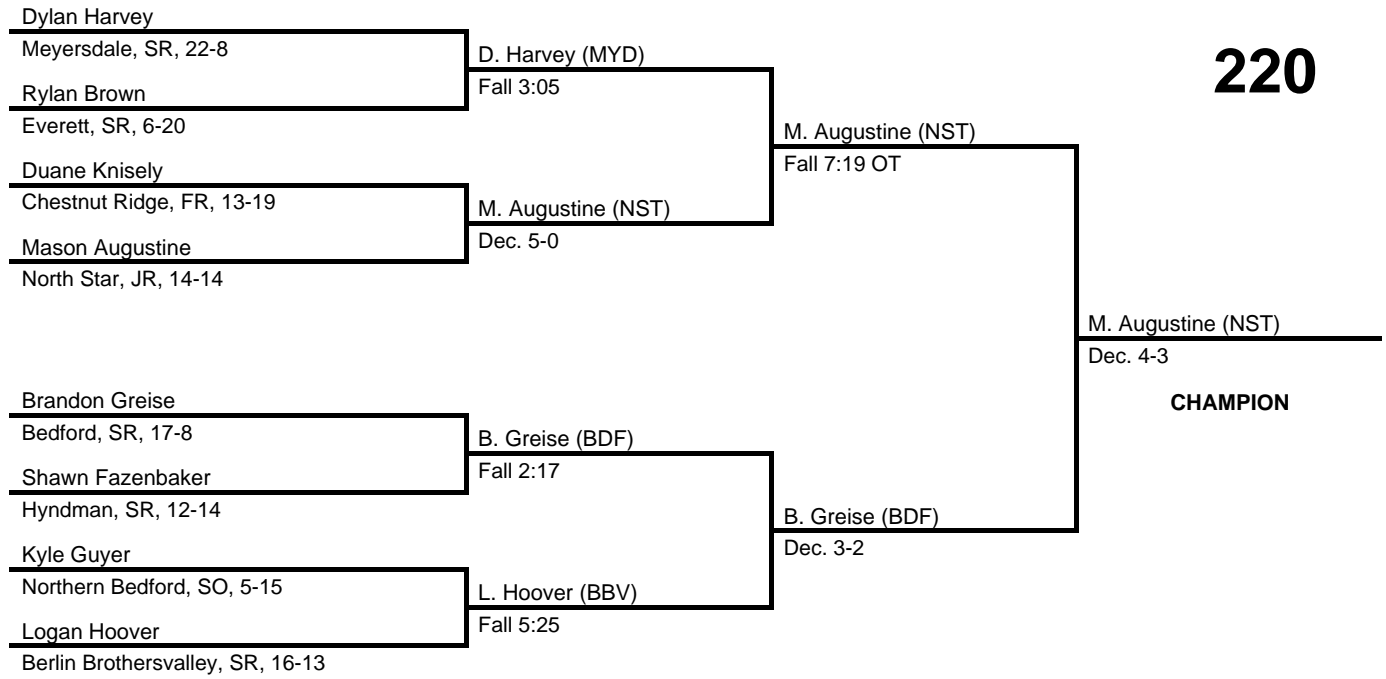 220
Dylan Harvey
Meyersdale, SR, 22-8
Rylan Brown
Everett, SR, 6-20
Duane Knisely
Chestnut Ridge, FR, 13-19
Mason Augustine
North Star, JR, 14-14
Brandon Greise
Bedford, SR, 17-8
Shawn Fazenbaker
Hyndman, SR, 12-14
Kyle Guyer
Northern Bedford, SO, 5-15
Logan Hoover
Berlin Brothersvalley, SR, 16-13
D. Harvey (MYD)
Fall 3:05
M. Augustine (NST)
Dec. 5-0
B. Greise (BDF)
Fall 2:17
L. Hoover (BBV)
Fall 5:25
M. Augustine (NST)
Fall 7:19 OT
B. Greise (BDF)
Dec. 3-2
M. Augustine (NST)
Dec. 4-3
CHAMPION